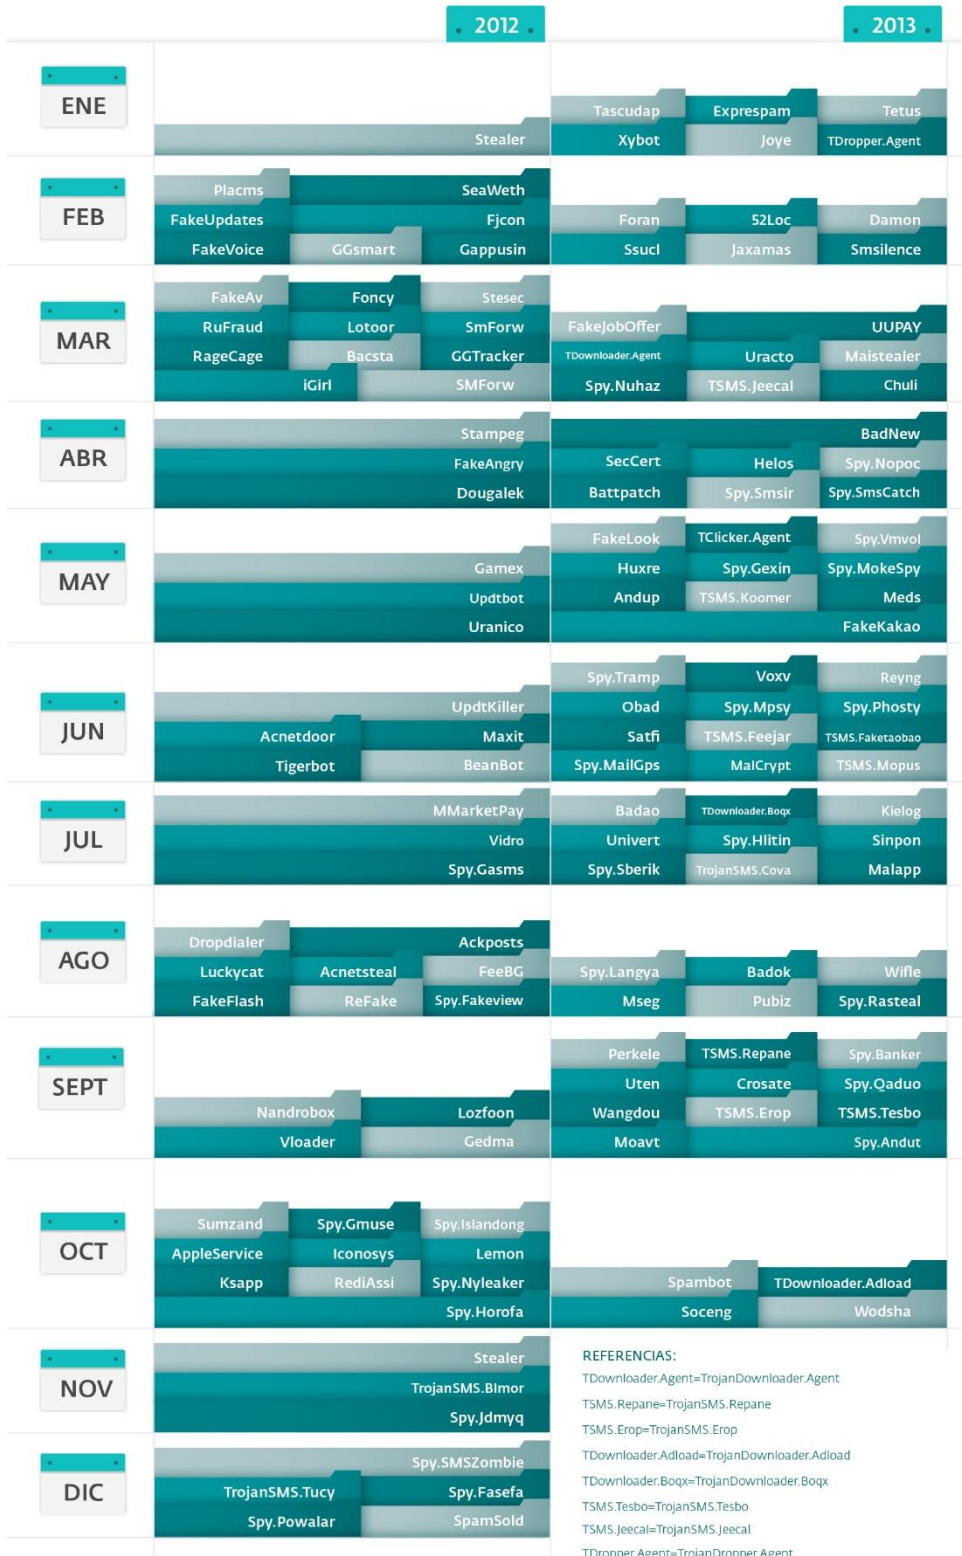 2012 2013
ENE
Tascudap Exprespam Tetus
Stealer Xybot Joye TDropper.Agent
FEB
Placms SeaWeth
FakeUpdates Fjcon Foran 52Loc Damon
FakeVoice GGsmart Gappusin Ssucl Jaxamas Smsilence
MAR
FakeAv Foncy Stesec
RuFraud Lotoor SmForw FakeJobOffer UUPAY
RageCage Bacsta GGTracker TDownloader.Agent Uracto Maistealer
iGirl SMForw Spy.Nuhaz TSMS.Jeecal Chuli
ABR
Stampeg BadNew
FakeAngry SecCert Helos Spy.Nopoc
Dougalek Battpatch Spy.Smsir Spy.SmsCatch
MAY
FakeLook TClicker.Agent Spy.Vmvol
Gamex Huxre Spy.Gexin Spy.MokeSpy
Updtbot Andup TSMS.Koomer Meds
Uranico FakeKakao
JUN
Spy.Tramp Voxv Reyng
UpdtKiller Obad Spy.Mpsy Spy.Phosty
Acnetdoor Maxit Satfi TSMS.Feejar TSMS.Faketaobao
Tigerbot BeanBot Spy.MailGps MalCrypt TSMS.Mopus
JUL
MMarketPay Badao TDownloader.Boqx Kielog
Vidro Univert Spy.Hlitin Sinpon
Spy.Gasms Spy.Sberik TrojanSMS.Cova Malapp
AGO
Dropdialer Ackposts
Luckycat Acnetsteal FeeBG Spy.Langya Badok Wifle
FakeFlash ReFake Spy.Fakeview Mseg Pubiz Spy.Rasteal
SEPT
Perkele TSMS.Repane Spy.Banker
Uten Crosate Spy.Qaduo
Nandrobox Lozfoon Wangdou TSMS.Erop TSMS.Tesbo
Vloader Gedma Moavt Spy.Andut
OCT
Sumzand Spy.Gmuse Spy.Islandong
AppleService Iconosys Lemon
Ksapp RediAssi Spy.Nyleaker Spambot TDownloader.Adload
Spy.Horofa Soceng Wodsha
NOV
Stealer
TrojanSMS.Blmor
Spy.Jdmyq
DIC
Spy.SMSZombie
TrojanSMS.Tucy Spy.Fasefa
Spy.Powalar SpamSold
REFERENCIAS:
TDownloader.Agent=TrojanDownloader.Agent
TSMS.Repane=TrojanSMS.Repane
TSMS.Erop=TrojanSMS.Erop
TDownloader.Adload=TrojanDownloader.Adload
TDownloader.Boqx=TrojanDownloader.Boqx
TSMS.Tesbo=TrojanSMS.Tesbo
TSMS.Jeecal=TrojanSMS.Jeecal
TDropper.Agent=TrojanDropper.Agent